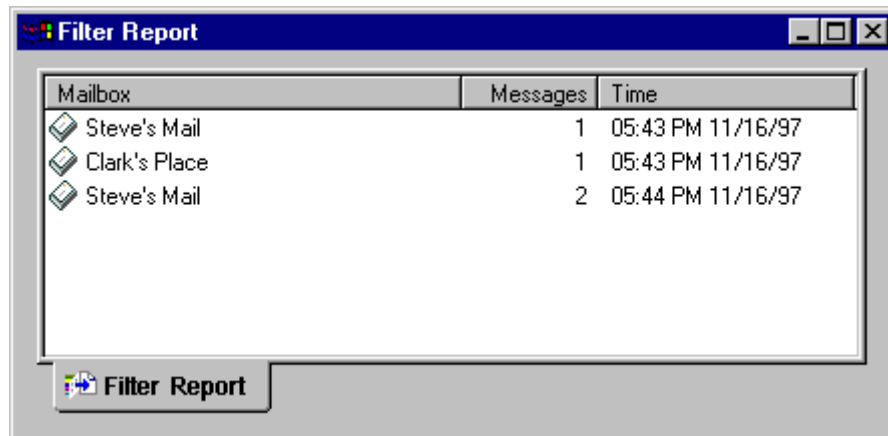 Filter Report
Mailbox Messages Time
Steve's Mail 1 05:43 PM 11/16/97
Clark's Place 1 05:43 PM 11/16/97
Steve's Mail 2 05:44 PM 11/16/97
Filter Report